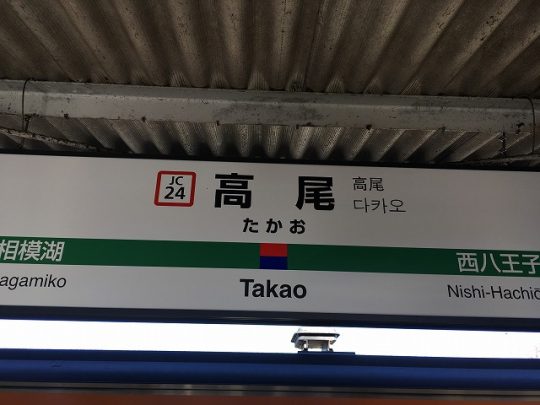 JC
24
高尾
高尾
다카오
たかお
相模湖
西八王子
agamiko
Takao
Nishi-Hachiō